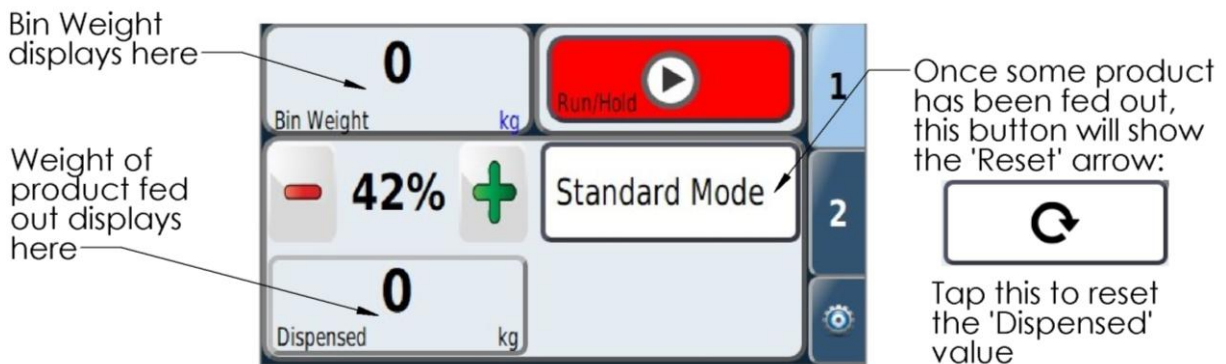 Bin Weight
displays here
0
Bin Weight kg
Run/Hold
1
Once some product
has been fed out,
this button will show
the 'Reset' arrow:
Weight of
product fed
out displays
here
42%
Standard Mode
2
0
Dispensed kg
Tap this to reset
the 'Dispensed'
value